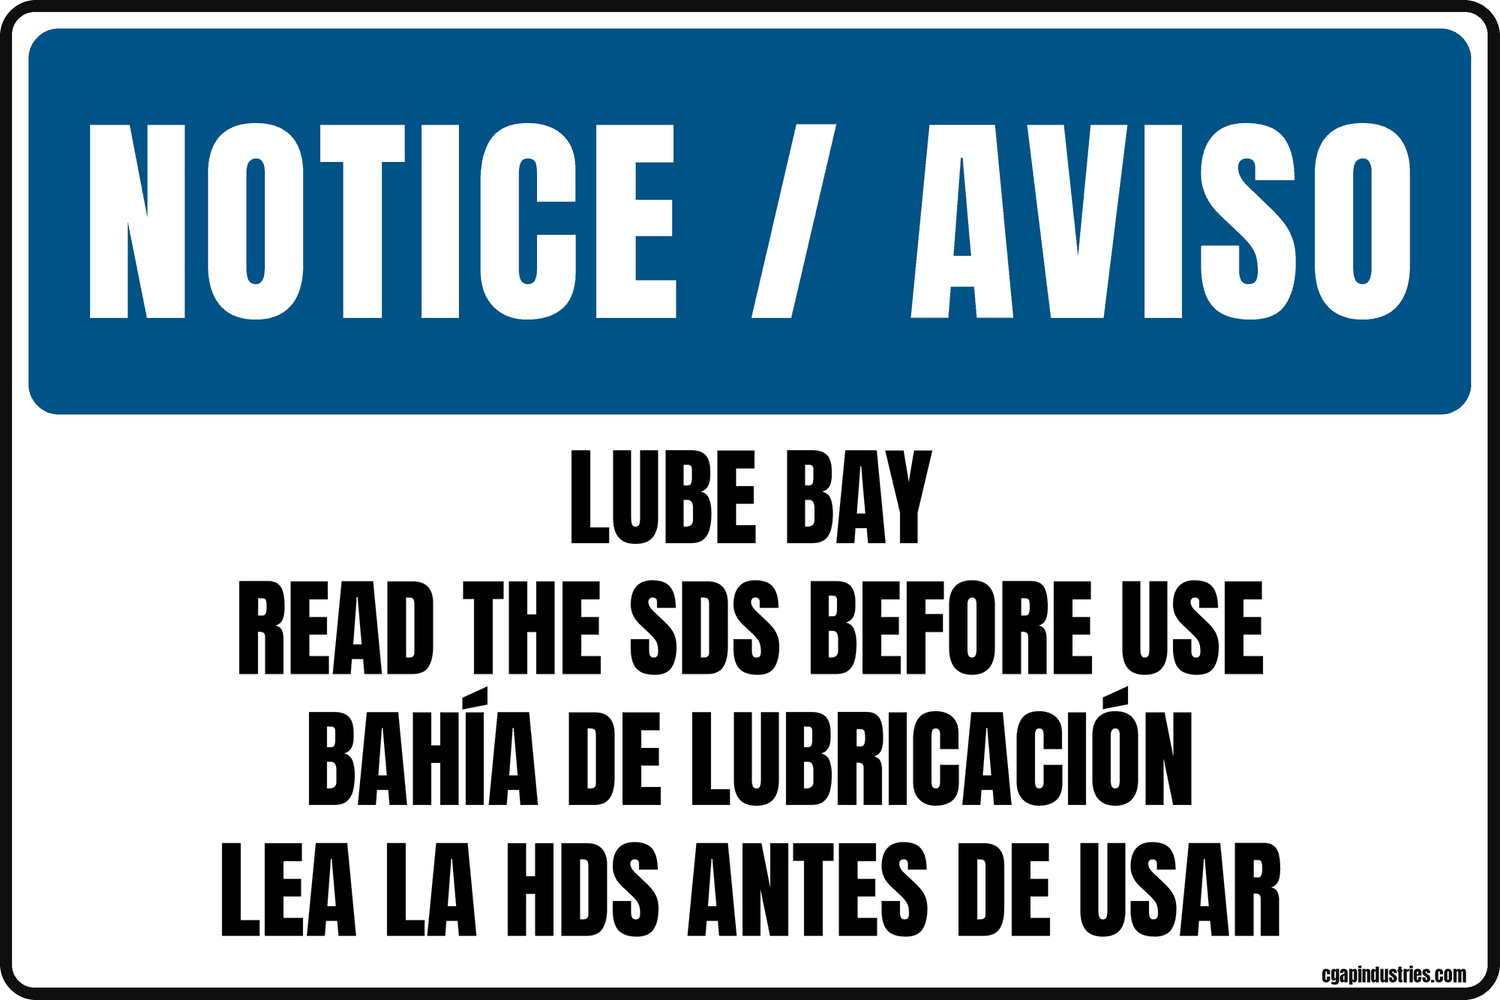 NOTICE / AVISO
LUBE BAY
READ THE SDS BEFORE USE
BAHÍA DE LUBRICACIÓN
LEA LA HDS ANTES DE USAR
cgapindustries.com